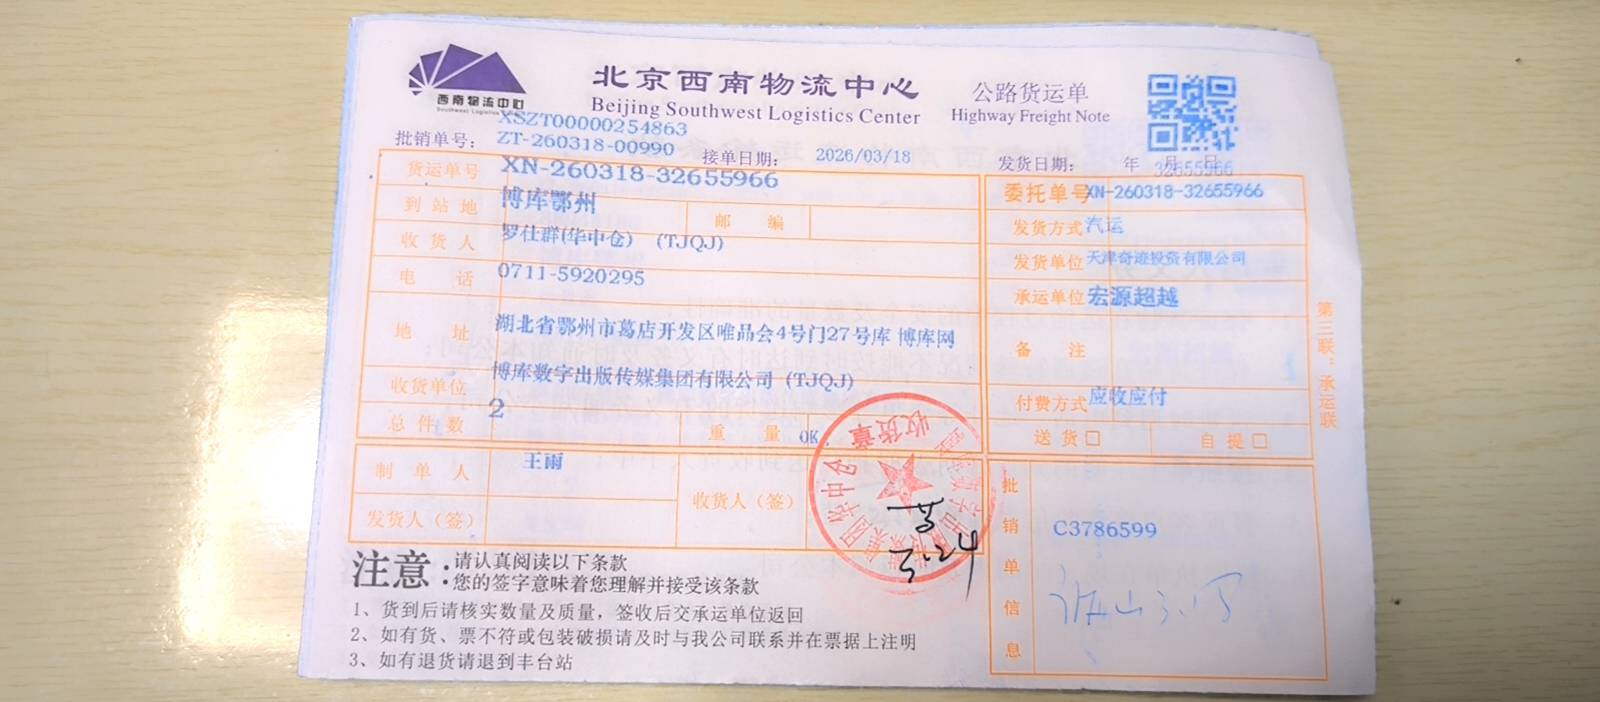 西南物流中心
北京西南物流中心
Beijing Southwest Logistics Center
公路货运单
Highway Freight Note
XSZT00000254863
批销单号： ZT-260318-00990
接单日期： 2026/03/18
发货日期： 年 月 日
32655966
货运单号 XN-260318-32655966
到站地 博库鄂州
邮编
收货人 罗仕群(华中仓) (TJQJ)
电话 0711-5920295
地址 湖北省鄂州市葛店开发区唯品会4号门27号库 博库网
收货单位 博库数字出版传媒集团有限公司 (TJQJ)
总件数 2
重量 0K.
制单人 王雨
发货人（签）
收货人（签）
委托单号 XN-260318-32655966
发货方式 汽运
发货单位 天津奇迹投资有限公司
承运单位 宏源超越
备注
付费方式 应收应付
送货□ 自提□
批销单信息
C3786599
第三联：承运联
华中仓
收货章
3.24
注意：
请认真阅读以下条款
您的签字意味着您理解并接受该条款
1、货到后请核实数量及质量，签收后交承运单位返回
2、如有货、票不符或包装破损请及时与我公司联系并在票据上注明
3、如有退货请退到丰台站